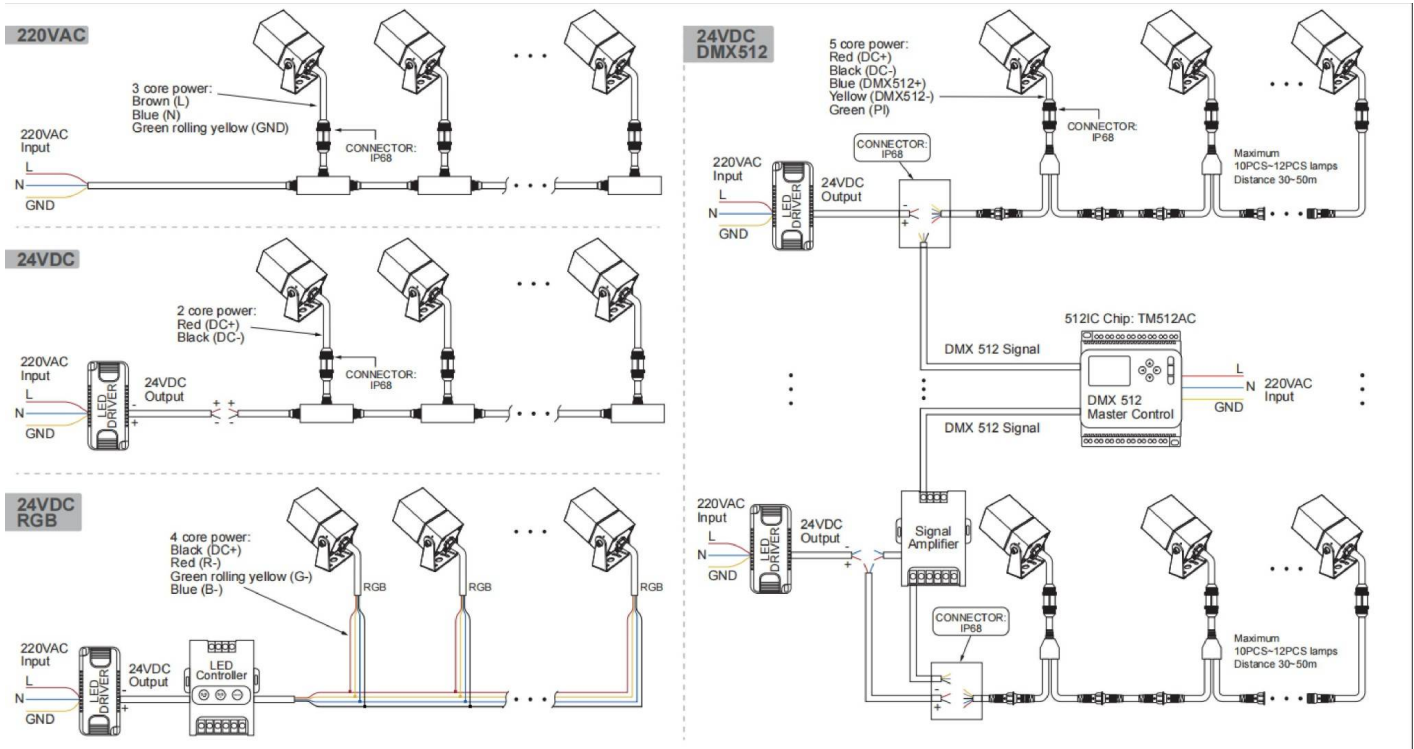 220VAC
3 core power:
Brown (L)
Blue (N)
Green rolling yellow (GND)
220VAC
Input
L
N
GND
CONNECTOR:
IP68
24VDC
2 core power:
Red (DC+)
Black (DC-)
220VAC
Input
L
N
GND
LED
DRIVER
-
+
24VDC
Output
+ +
- -
CONNECTOR:
IP68
24VDC
RGB
4 core power:
Black (DC+)
Red (R-)
Green rolling yellow (G-)
Blue (B-)
RGB
RGB
RGB
220VAC
Input
L
N
GND
LED
DRIVER
-
+
24VDC
Output
LED
Controller
24VDC
DMX512
5 core power:
Red (DC+)
Black (DC-)
Blue (DMX512+)
Yellow (DMX512-)
Green (PI)
CONNECTOR:
IP68
CONNECTOR:
IP68
220VAC
Input
L
N
GND
LED
DRIVER
24VDC
Output
-
+
Maximum
10PCS~12PCS lamps
Distance 30~50m
512IC Chip: TM512AC
DMX 512 Signal
DMX 512
Master Control
L
N
GND
220VAC
Input
DMX 512 Signal
220VAC
Input
L
N
GND
LED
DRIVER
24VDC
Output
-
+
Signal
Amplifier
CONNECTOR:
IP68
-
+
Maximum
10PCS~12PCS lamps
Distance 30~50m